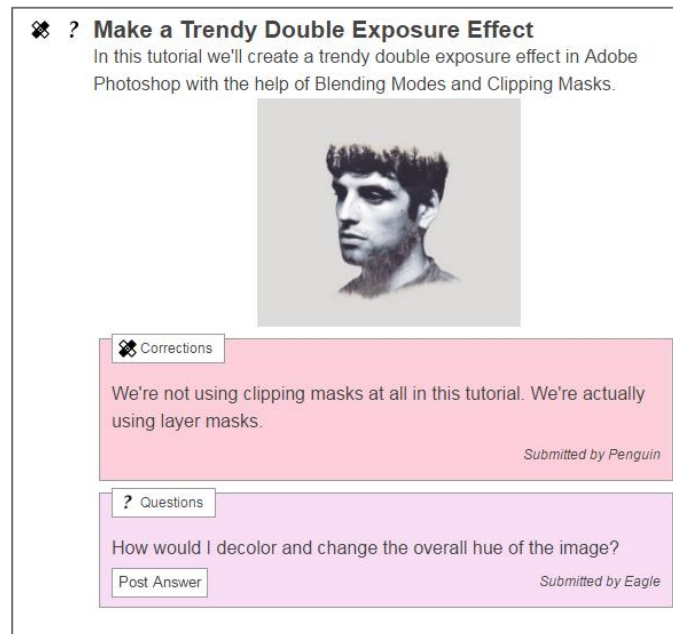 ? Make a Trendy Double Exposure Effect
In this tutorial we'll create a trendy double exposure effect in Adobe
Photoshop with the help of Blending Modes and Clipping Masks.
Corrections
We're not using clipping masks at all in this tutorial. We're actually
using layer masks.
Submitted by Penguin
? Questions
How would I decolor and change the overall hue of the image?
Post Answer
Submitted by Eagle